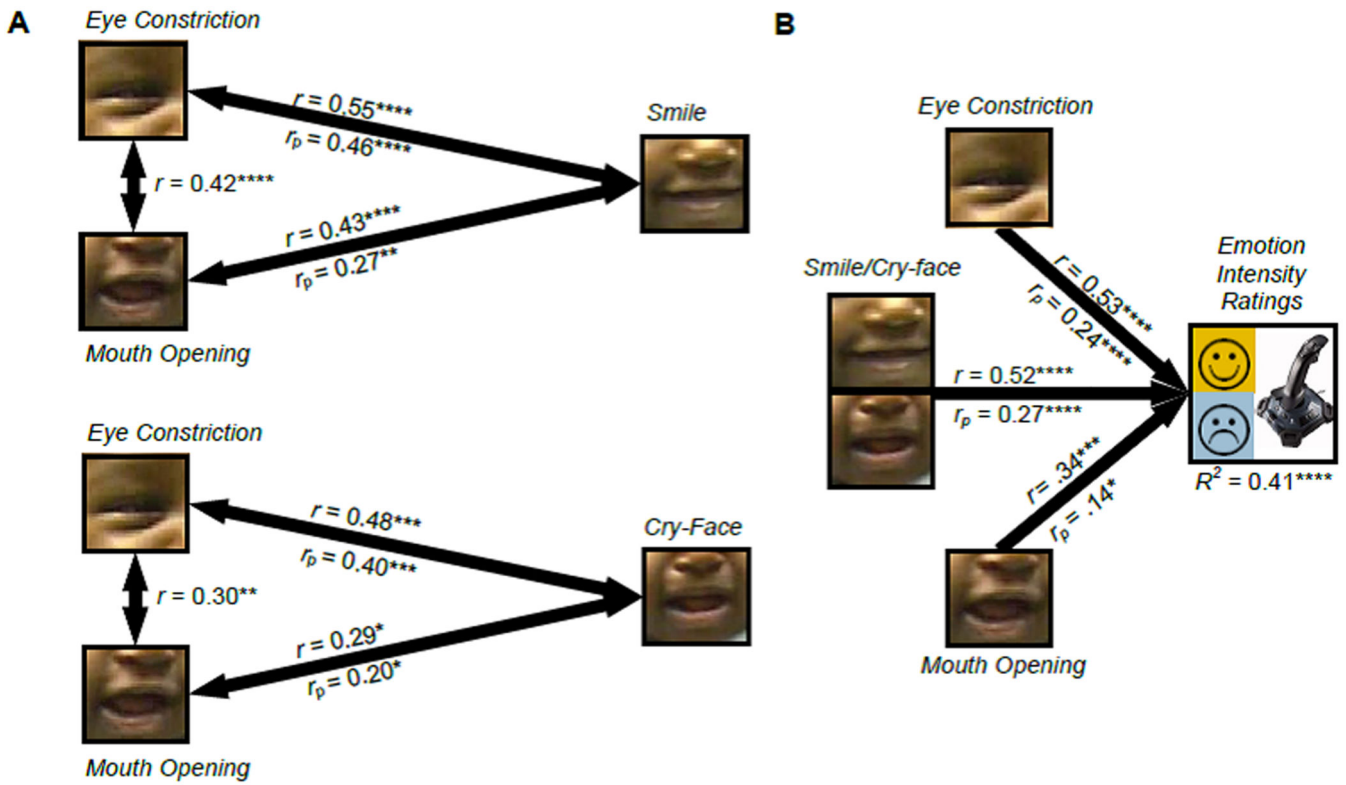 A
Eye Constriction
r = 0.55****
rp = 0.46****
Smile
r = 0.42****
r = 0.43****
rp = 0.27**
Mouth Opening
Eye Constriction
r = 0.48***
rp = 0.40***
Cry-Face
r = 0.30**
r = 0.29*
rp = 0.20*
Mouth Opening
B
Eye Constriction
r = 0.53****
rp = 0.24****
Smile/Cry-face
r = 0.52****
rp = 0.27****
r= .34***
rp = .14*
Mouth Opening
Emotion
Intensity
Ratings
R² = 0.41****